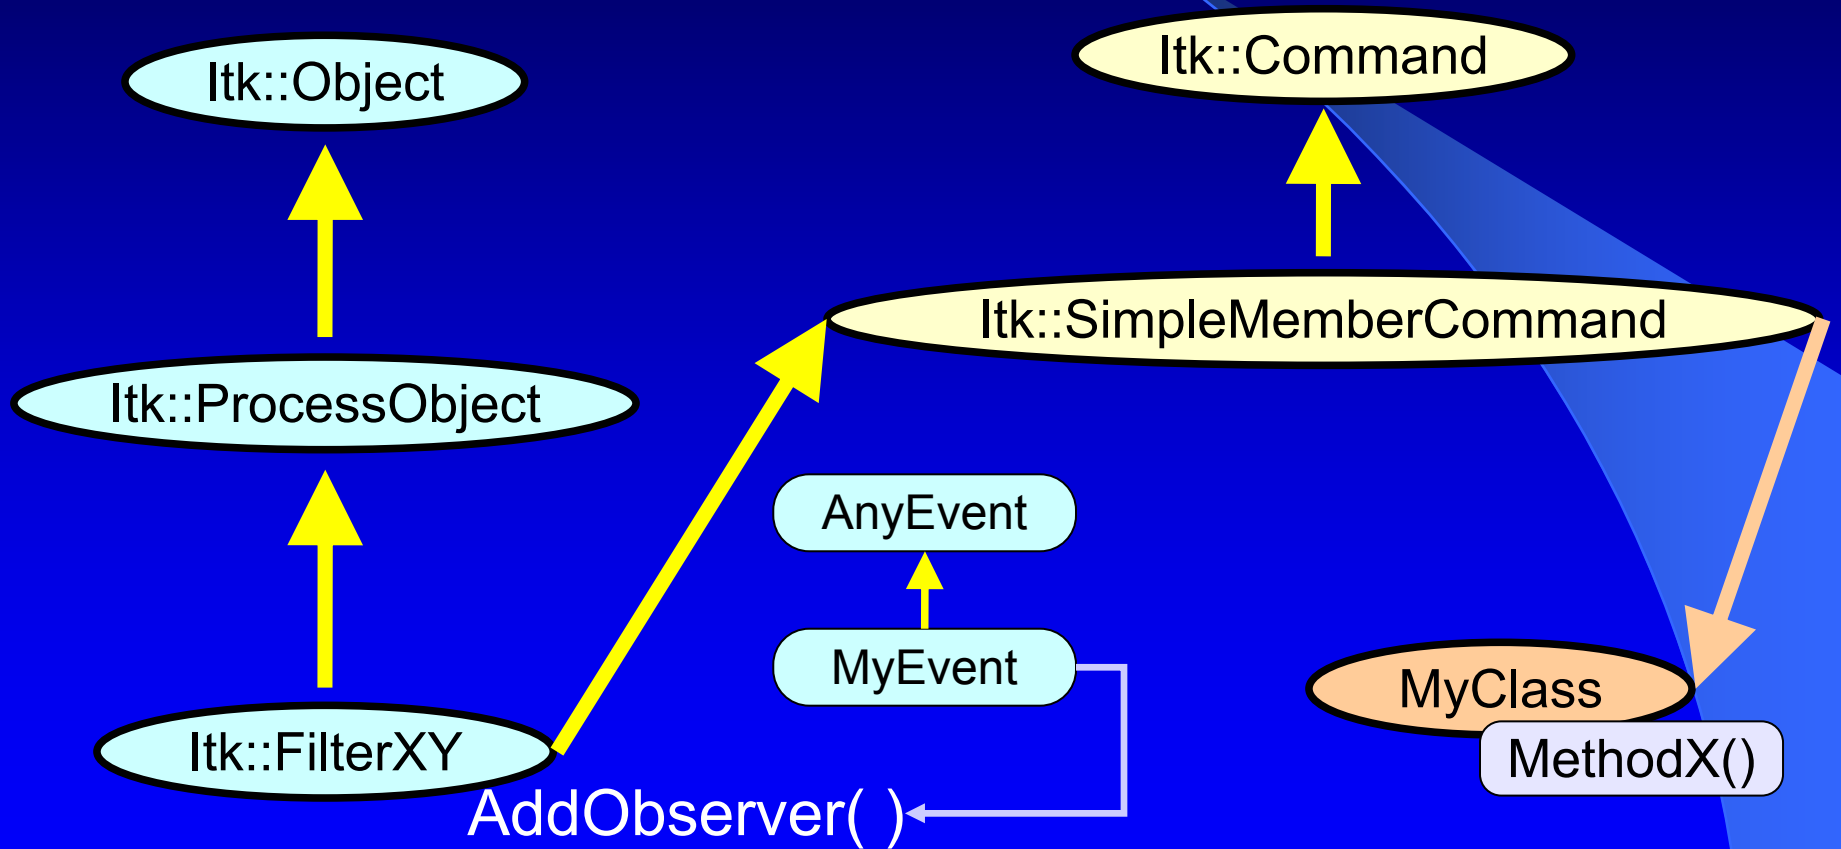 Itk::Object
Itk::Command
Itk::SimpleMemberCommand
Itk::ProcessObject
AnyEvent
MyEvent
MyClass
Itk::FilterXY
MethodX()
AddObserver( )